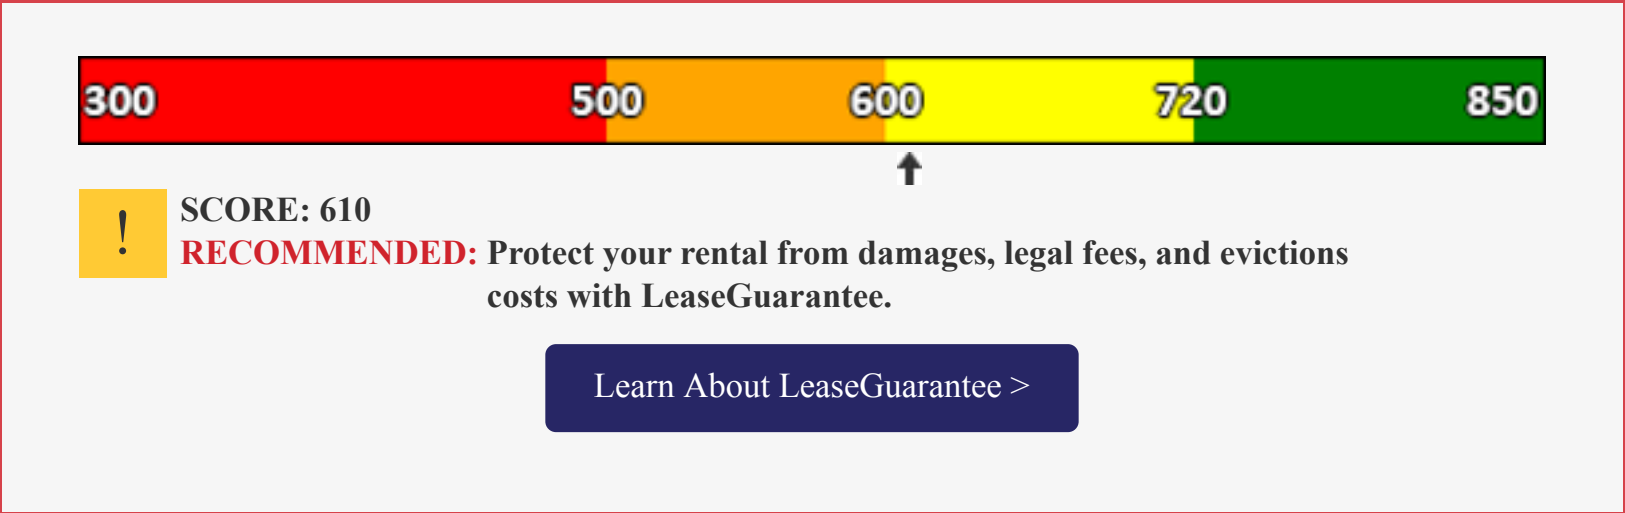 300 500 600 720 850
!
SCORE: 610
RECOMMENDED: Protect your rental from damages, legal fees, and evictions
costs with LeaseGuarantee.
Learn About LeaseGuarantee >